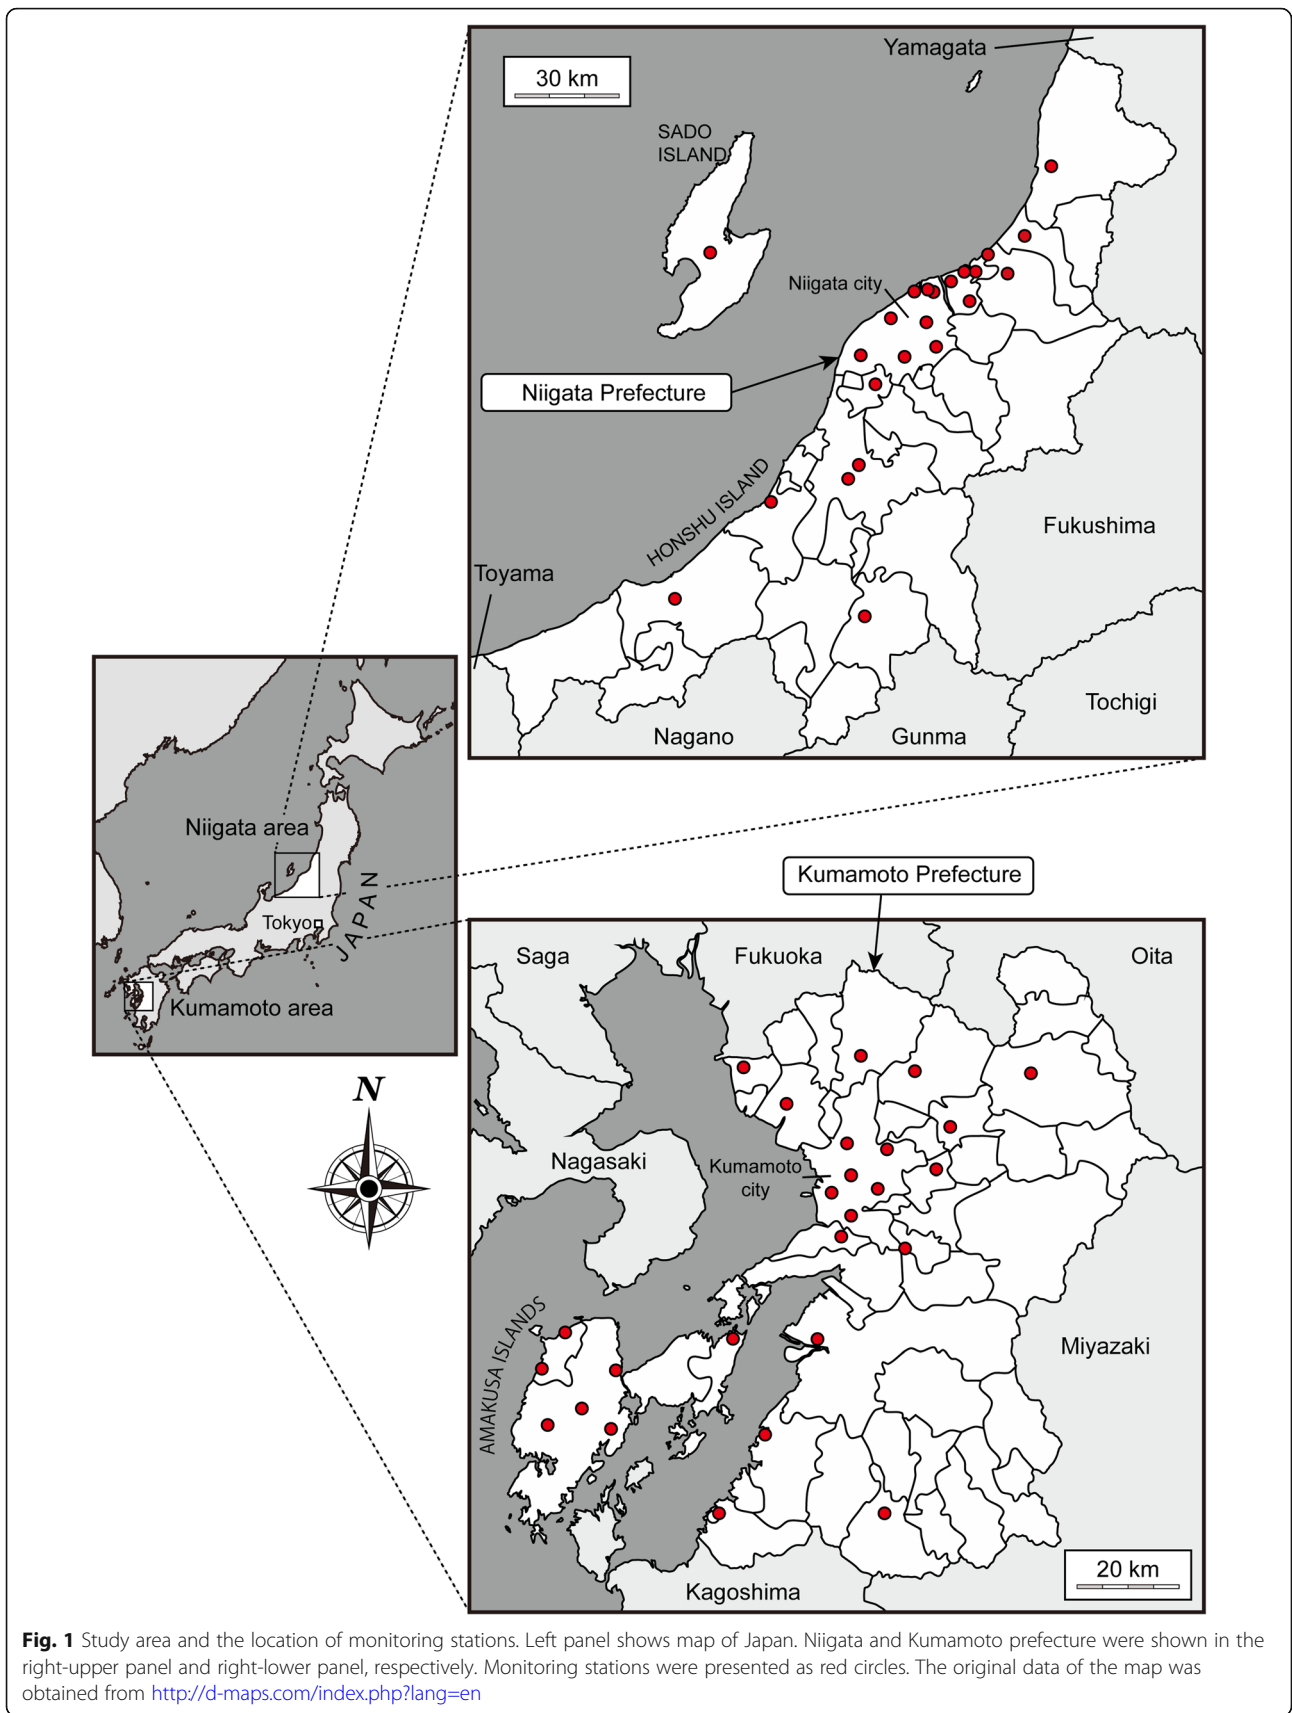 Yamagata
30 km
SADO
ISLAND
Niigata city
Niigata Prefecture
HONSHU ISLAND
Fukushima
Toyama
Tochigi
Nagano
Gunma
Niigata area
JAPAN
Tokyo
Kumamoto area
N
Kumamoto Prefecture
Saga
Fukuoka
Oita
Nagasaki
Kumamoto
city
AMAKUSA ISLANDS
Miyazaki
20 km
Kagoshima
Fig. 1 Study area and the location of monitoring stations. Left panel shows map of Japan. Niigata and Kumamoto prefecture were shown in the
right-upper panel and right-lower panel, respectively. Monitoring stations were presented as red circles. The original data of the map was
obtained from http://d-maps.com/index.php?lang=en